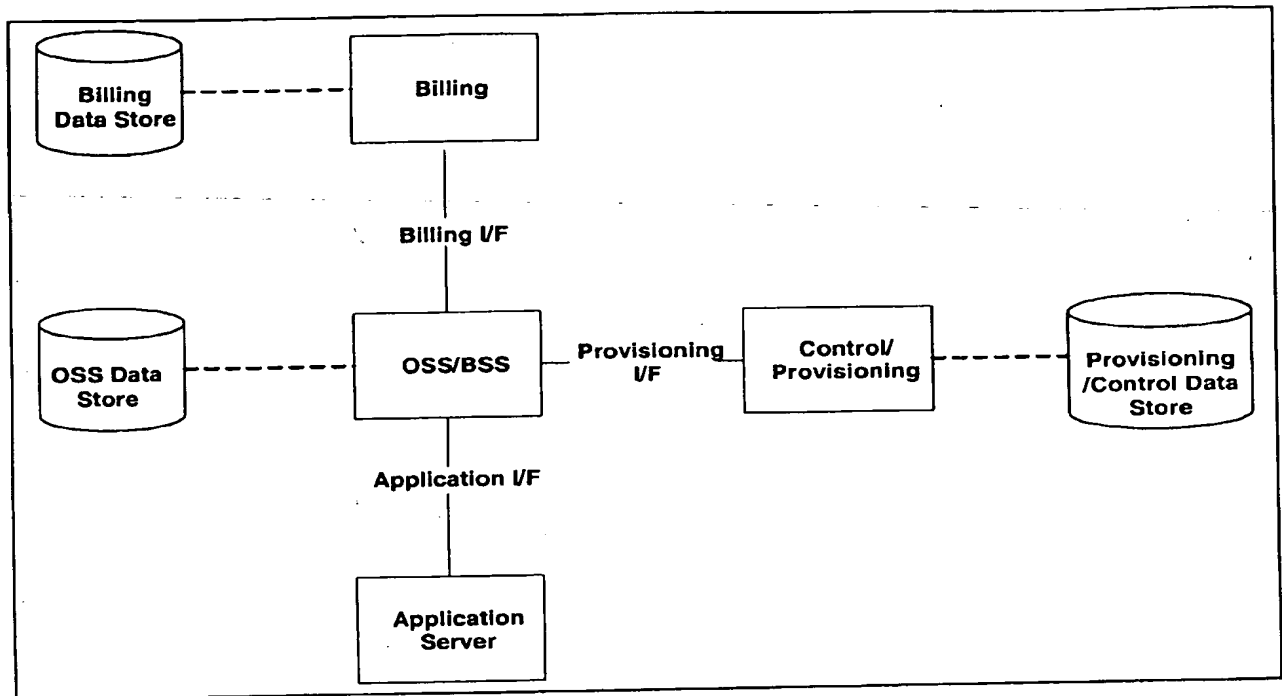 Billing
Data Store
Billing
Billing I/F
OSS Data
Store
OSS/BSS
Provisioning
I/F
Control/
Provisioning
Provisioning
/Control Data
Store
Application I/F
Application
Server